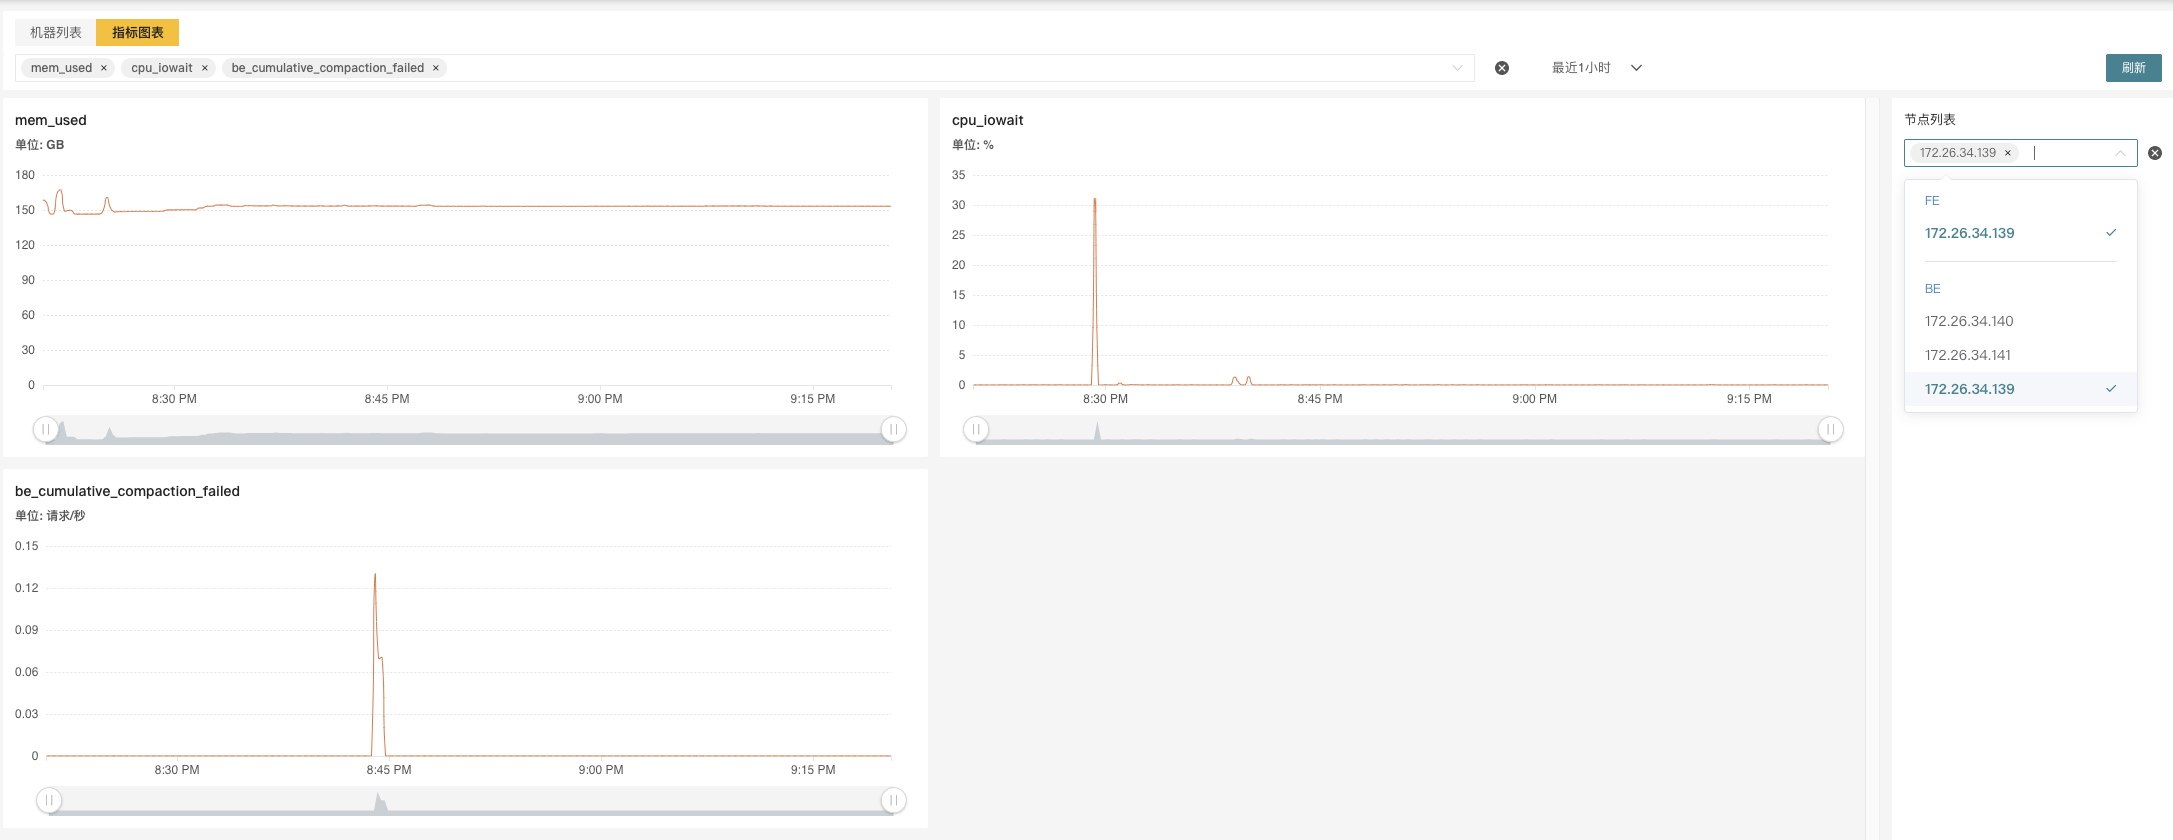 机器列表 指标图表
mem_used × cpu_iowait × be_cumulative_compaction_failed × 最近1小时 刷新
mem_used
单位: GB
180
150
120
90
60
30
0
8:30 PM 8:45 PM 9:00 PM 9:15 PM
cpu_iowait
单位: %
35
30
25
20
15
10
5
0
8:30 PM 8:45 PM 9:00 PM 9:15 PM
be_cumulative_compaction_failed
单位: 请求/秒
0.15
0.12
0.09
0.06
0.03
0
8:30 PM 8:45 PM 9:00 PM 9:15 PM
节点列表
172.26.34.139 ×
FE
172.26.34.139
BE
172.26.34.140
172.26.34.141
172.26.34.139